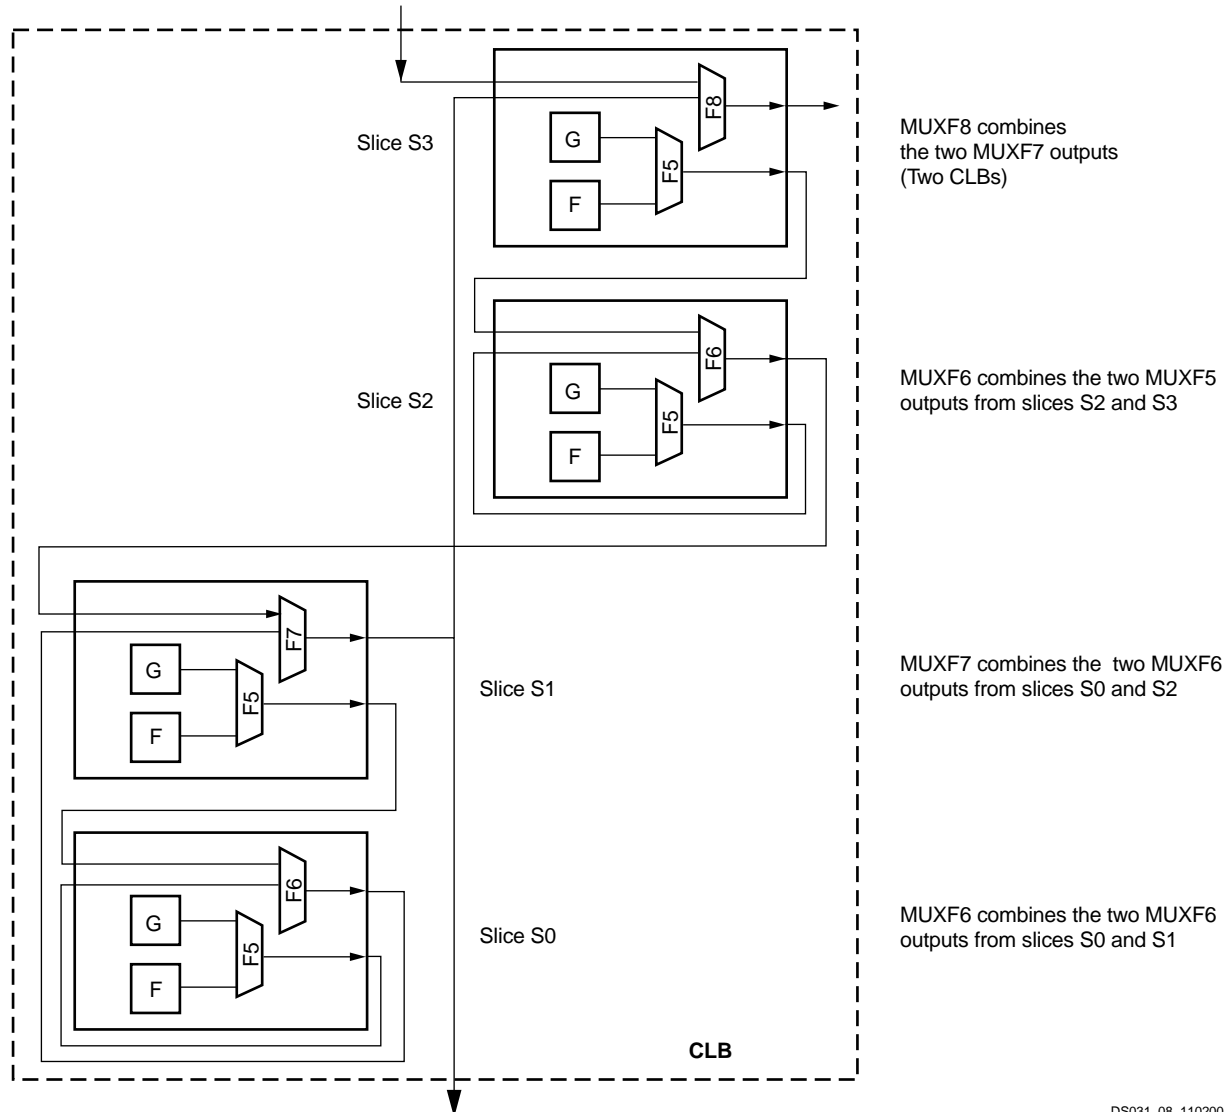 F8
Slice S3
G
F5
F
MUXF8 combines
the two MUXF7 outputs
(Two CLBs)
F6
Slice S2
G
F5
F
MUXF6 combines the two MUXF5
outputs from slices S2 and S3
F7
G
F5
F
Slice S1
MUXF7 combines the two MUXF6
outputs from slices S0 and S2
F6
G
F5
F
Slice S0
MUXF6 combines the two MUXF6
outputs from slices S0 and S1
CLB
DS031_08_110200